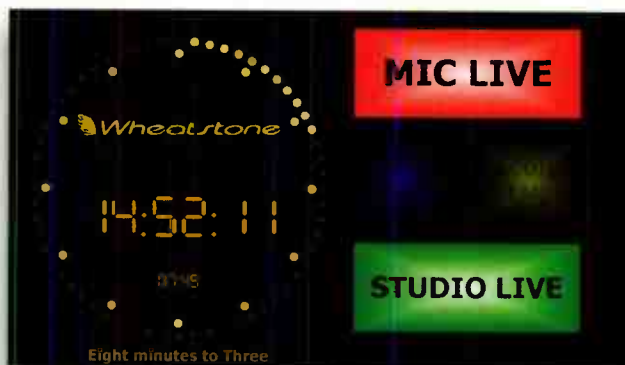 MIC LIVE
Wheatstone
14:52:11
STUDIO LIVE
Eight minutes to Three